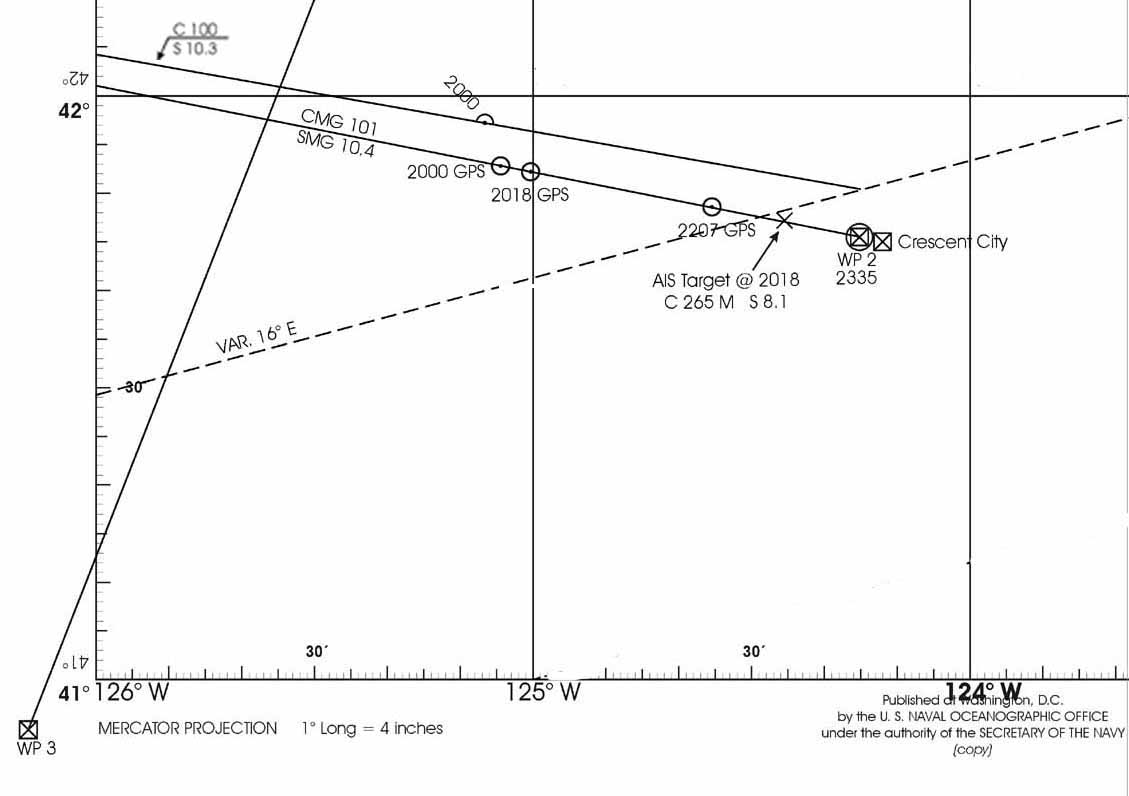 C 100
S 10.3
42°
42°
2000
CMG 101
SMG 10.4
2000 GPS
2018 GPS
2207 GPS
Crescent City
WP 2
2335
AIS Target @ 2018
C 265 M S 8.1
VAR. 16° E
30
41°
30´
30´
41° 126° W
125° W
124° W
WP 3
MERCATOR PROJECTION 1° Long = 4 inches
Published at Washington, D.C.
by the U. S. NAVAL OCEANOGRAPHIC OFFICE
under the authority of the SECRETARY OF THE NAVY
(copy)